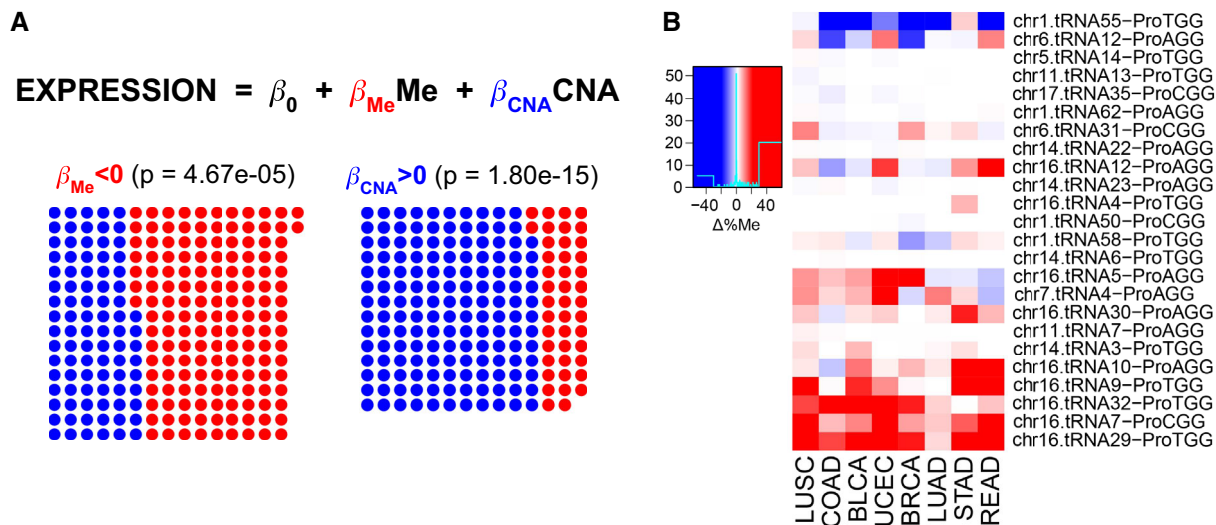 A
EXPRESSION = β0 + βMeMe + βCNACNA
βMe<0 (p = 4.67e-05)
βCNA>0 (p = 1.80e-15)
B
50
40
30
20
10
0
−40 0 40
Δ%Me
chr1.tRNA55−ProTGG
chr6.tRNA12−ProAGG
chr5.tRNA14−ProTGG
chr11.tRNA13−ProTGG
chr17.tRNA35−ProCGG
chr1.tRNA62−ProAGG
chr6.tRNA31−ProCGG
chr14.tRNA22−ProAGG
chr16.tRNA12−ProAGG
chr14.tRNA23−ProAGG
chr16.tRNA4−ProTGG
chr1.tRNA50−ProCGG
chr1.tRNA58−ProTGG
chr14.tRNA6−ProTGG
chr16.tRNA5−ProAGG
chr7.tRNA4−ProAGG
chr16.tRNA30−ProAGG
chr11.tRNA7−ProAGG
chr14.tRNA3−ProTGG
chr16.tRNA10−ProAGG
chr16.tRNA9−ProTGG
chr16.tRNA32−ProTGG
chr16.tRNA7−ProCGG
chr16.tRNA29−ProTGG
LUSC
COAD
BLCA
UCEC
BRCA
LUAD
STAD
READ